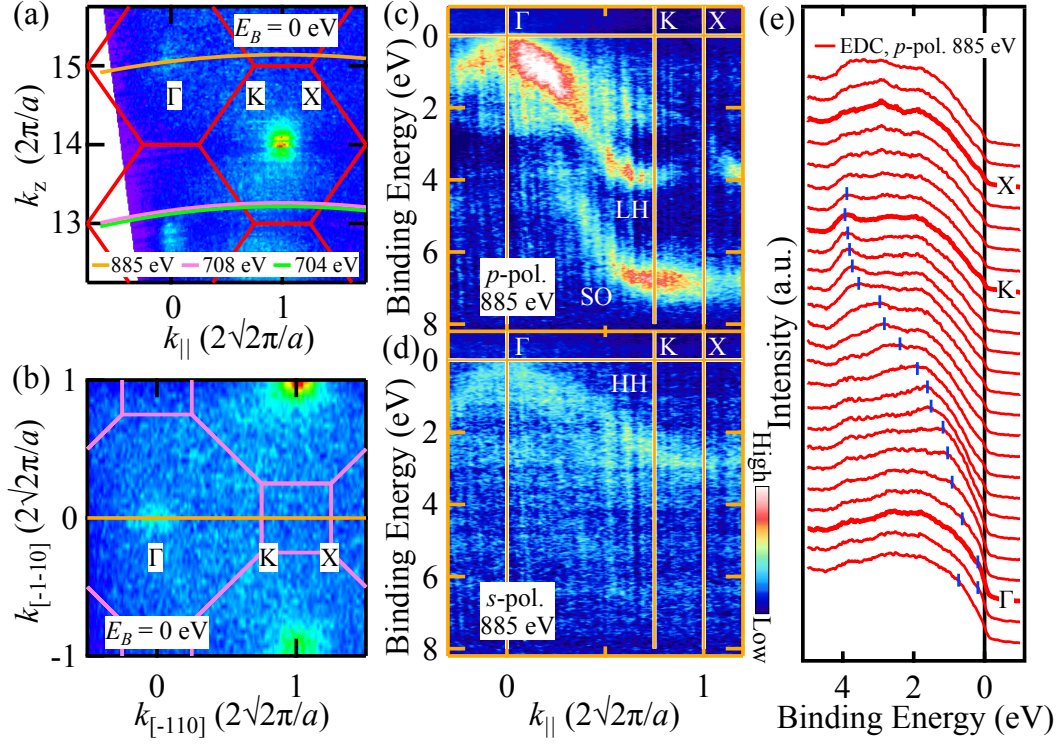 (a)
E_B = 0 eV
Γ K X
15
14
13
k_z (2π/a)
885 eV 708 eV 704 eV
0 1
k_|| (2√2π/a)
(b)
1
0
-1
k_[1-10] (2√2π/a)
Γ K X
E_B = 0 eV
0 1
k_[-110] (2√2π/a)
(c)
Γ K X
0
2
4
6
8
Binding Energy (eV)
LH
SO
p-pol.
885 eV
(d)
Γ K X
0
2
4
6
8
Binding Energy (eV)
HH
s-pol.
885 eV
High
Low
0 1
k_|| (2√2π/a)
(e)
EDC, p-pol. 885 eV
Intensity (a.u.)
X
K
Γ
4 2 0
Binding Energy (eV)